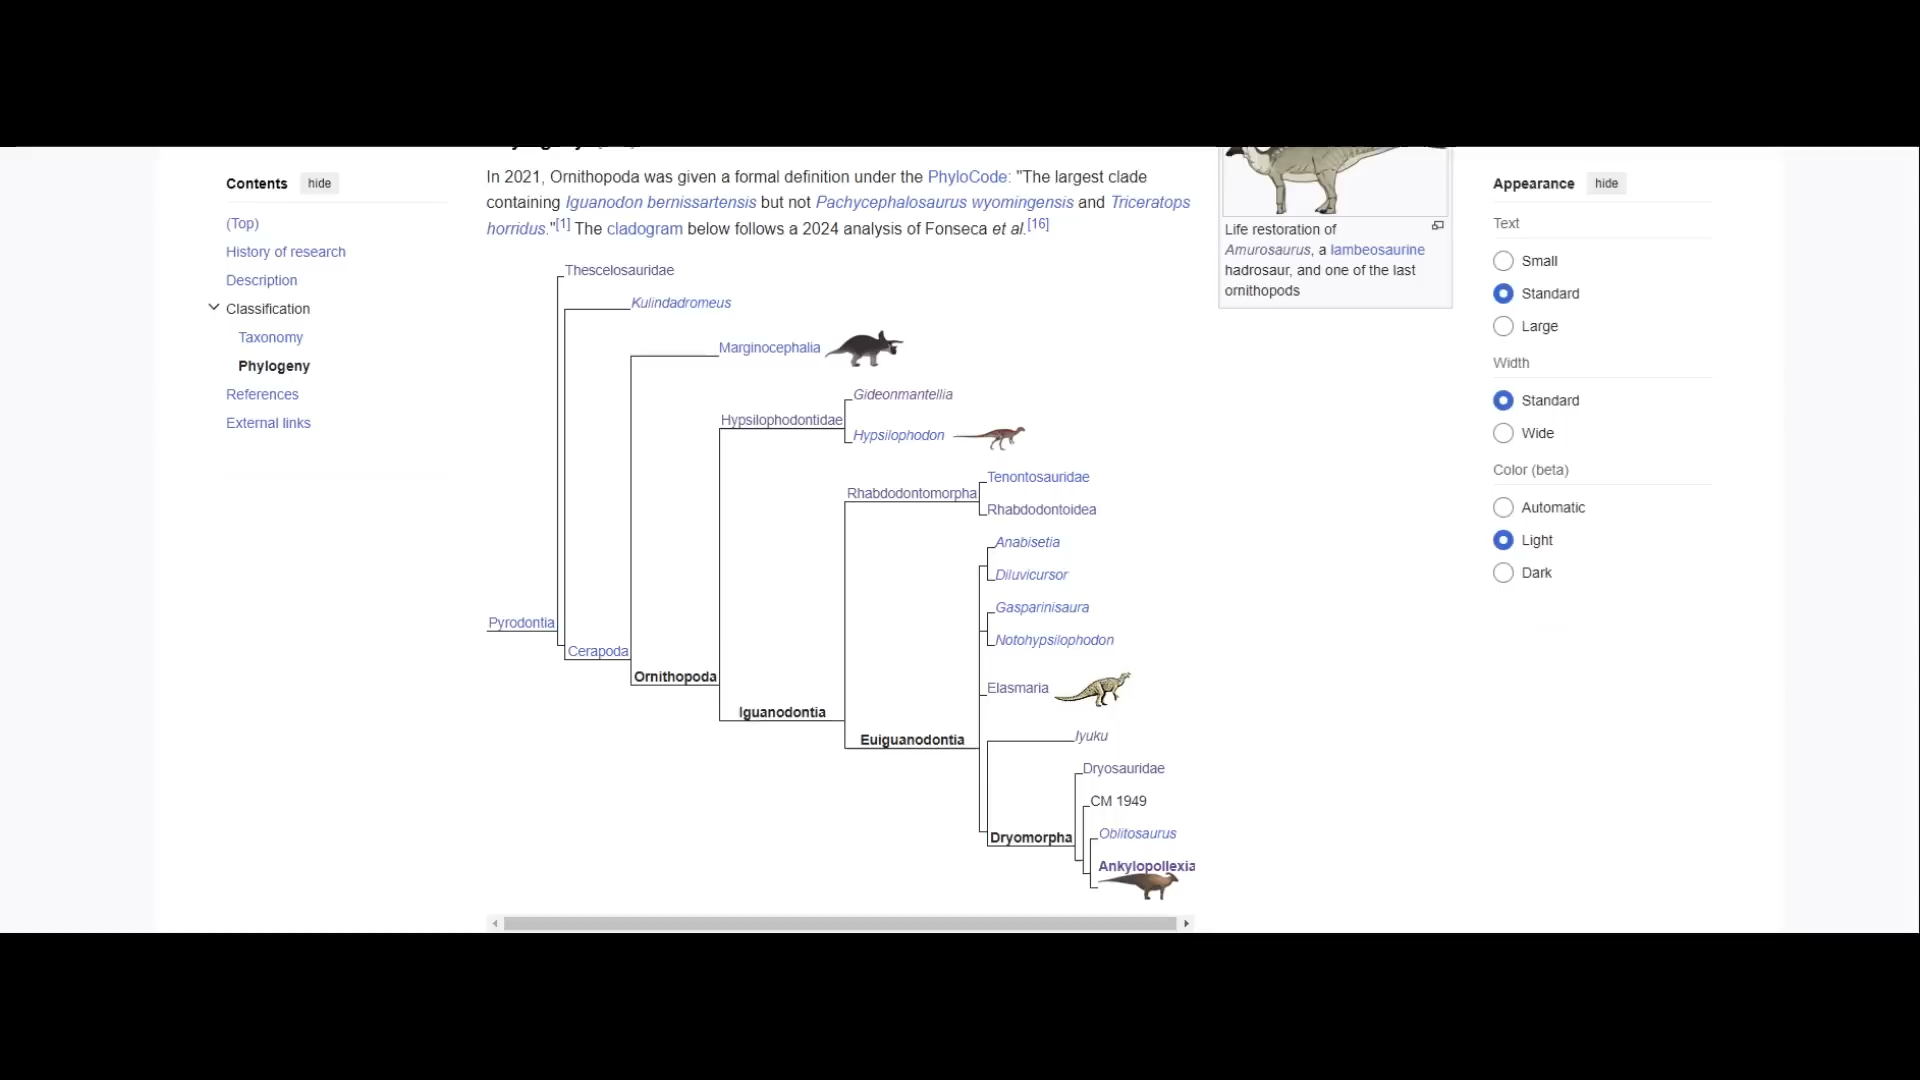 Contents hide
(Top)
History of research
Description
Classification
Taxonomy
Phylogeny
References
External links
In 2021, Ornithopoda was given a formal definition under the PhyloCode: "The largest clade
containing Iguanodon bernissartensis but not Pachycephalosaurus wyomingensis and Triceratops
horridus."[1] The cladogram below follows a 2024 analysis of Fonseca et al.[16]
Thescelosauridae
Kulindadromeus
Marginocephalia
Gideonmantellia
Hypsilophodontidae
Hypsilophodon
Tenontosauridae
Rhabdodontomorpha
Rhabdodontoidea
Anabisetia
Diluvicursor
Gasparinisaura
Pyrodontia
Notohypsilophodon
Cerapoda
Ornithopoda
Elasmaria
Iguanodontia
Iyuku
Euiguanodontia
Dryosauridae
CM 1949
Oblitosaurus
Dryomorpha
Ankylopollexia
Life restoration of
Amurosaurus, a lambeosaurine
hadrosaur, and one of the last
ornithopods
Appearance hide
Text
Small
Standard
Large
Width
Standard
Wide
Color (beta)
Automatic
Light
Dark